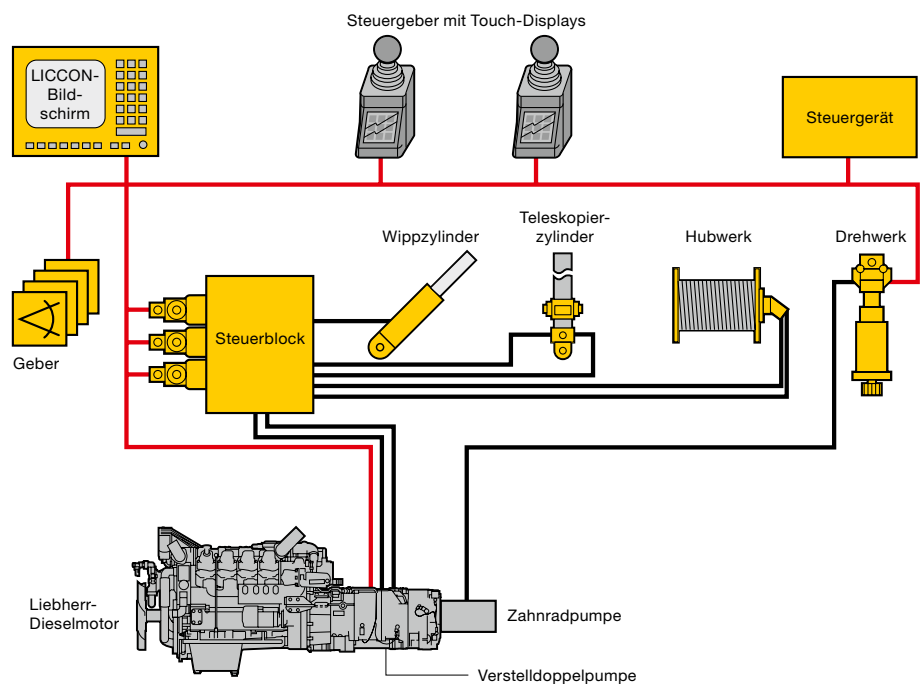 Steuergeber mit Touch-Displays
LICCON-
Bild-
schirm
Steuergerät
Wippzylinder
Teleskopier-
zylinder
Hubwerk
Drehwerk
Geber
Steuerblock
Liebherr-
Dieselmotor
Zahnradpumpe
Verstelldoppelpumpe